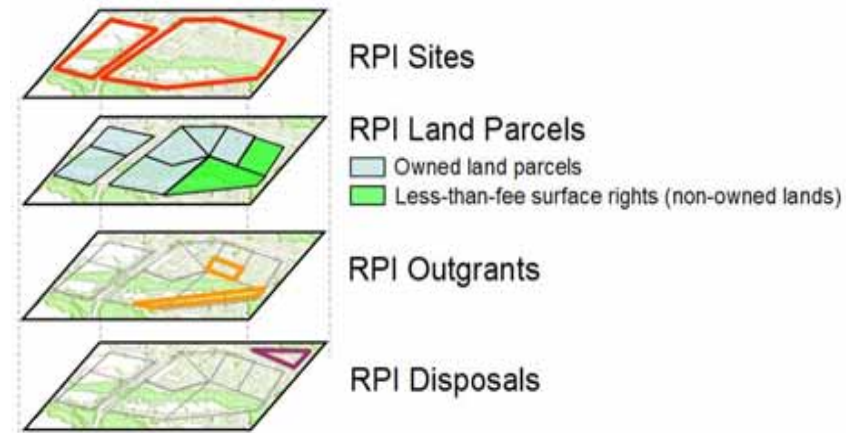 RPI Sites
RPI Land Parcels
Owned land parcels
Less-than-fee surface rights (non-owned lands)
RPI Outgrants
RPI Disposals